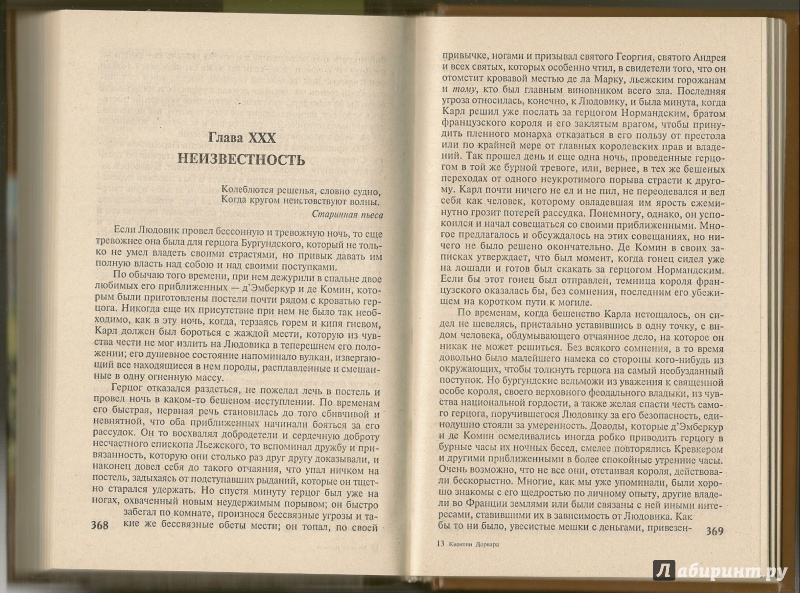 Глава XXX
НЕИЗВЕСТНОСТЬ
Колеблются решенья, словно судно,
Когда кругом неистовствуют волны.
Старинная пьеса
Если Людовик провел бессонную и тревожную ночь, то еще
тревожнее она была для герцога Бургундского, который не толь-
ко не умел владеть своими страстями, но привык давать им
полную власть над собою и над своими поступками.
По обычаю того времени, при нем дежурили в спальне двое
любимых его приближенных — д'Эмберкур и де Комин, кото-
рым были приготовлены постели почти рядом с кроватью гер-
цога. Никогда еще их присутствие при нем не было так необ-
ходимо, как в эту ночь, когда, терзаясь горем и кипя гневом,
Карл должен был бороться с жаждой мести, которую из чув-
ства чести не мог излить на Людовика в теперешнем его поло-
жении; его душевное состояние напоминало вулкан, извергаю-
щий все находящиеся в нем породы, расплавленные и смешан-
ные в одну огненную массу.
Герцог отказался раздеться, не пожелал лечь в постель и
провел ночь в каком-то бешеном исступлении. По временам
его быстрая, нервная речь становилась до того сбивчивой и
невнятной, что оба приближенных начинали бояться за его
рассудок. Он то восхвалял добродетели и сердечную доброту
несчастного епископа Льежского, то вспоминал дружбу и при-
вязанность, которую они столько раз друг другу доказывали, и
наконец довел себя до такого отчаяния, что упал ничком на
постель, задыхаясь от подступивших рыданий, которые он тщет-
но старался удержать. Но спустя минуту герцог был уже на
ногах, охваченный новым неудержимым порывом; он быстро
забегал по комнате, произнося бессвязные угрозы и та-
кие же бессвязные обеты мести; он топал, по своей
368
привычке, ногами и призывал святого Георгия, святого Андрея
и всех святых, которых особенно чтил, в свидетели того, что он
отомстит кровавой местью де ла Марку, льежским горожанам
и тому, кто был главным виновником всего зла. Последняя
угроза относилась, конечно, к Людовику, и была минута, когда
Карл решил уже послать за герцогом Нормандским, братом
французского короля и его заклятым врагом, чтобы прину-
дить пленного монарха отказаться в его пользу от престола
или по крайней мере от главных королевских прав и владений.
Так прошел день и еще одна ночь, проведенные герцо-
гом в той же бурной тревоге, или, вернее, в тех же бешеных
переходах от одного неукротимого порыва страсти к друго-
му. Карл почти ничего не ел и не пил, не переодевался и вел
себя как человек, которому овладевшая им ярость ежеми-
нутно грозит потерей рассудка. Понемногу, однако, он успо-
коился и начал совещаться со своими приближенными. Мно-
гое предлагалось и обсуждалось на этих совещаниях, но ни-
чего не было решено окончательно. Де Комин в своих за-
писках утверждает, что был момент, когда гонец сидел уже
на лошади и готов был скакать за герцогом Нормандским.
Если бы этот гонец был отправлен, темница короля фран-
цузского оказалась бы, без сомнения, последним его убежи-
щем на коротком пути к могиле.
По временам, когда бешенство Карла истощалось, он си-
дел не шевелясь, пристально уставившись в одну точку, с ви-
дом человека, обдумывающего отчаянное дело, на которое он
никак не может решиться. Без всякого сомнения, в то время
довольно было малейшего намека со стороны кого-нибудь из
окружающих, чтобы толкнуть герцога на самый необузданный
поступок. Но бургундские вельможи из уважения к священной
особе короля, своего верховного феодального владыки, из чув-
ства национальной гордости, а также желая спасти честь само-
го герцога, поручившегося Людовику за его безопасность, еди-
нодушно стояли за умеренность. Доводы, которые д'Эмберкур
и де Комин осмеливались иногда робко приводить герцогу в
бурные часы их ночных бесед, смелее повторялись Кревкером
и другими приближенными в более спокойные утренние часы.
Очень возможно, что не все они, отстаивая короля, действова-
ли бескорыстно. Многие, как мы уже упоминали, были хоро-
шо знакомы с его щедростью по личному опыту, другие владе-
ли во Франции землями или были связаны с ней иными инте-
ресами, ставившими их в зависимость от Людовика. Как
бы то ни было, увесистые мешки с деньгами, привезен-
369
13 Квентин Дорвард
Лабиринт.ру